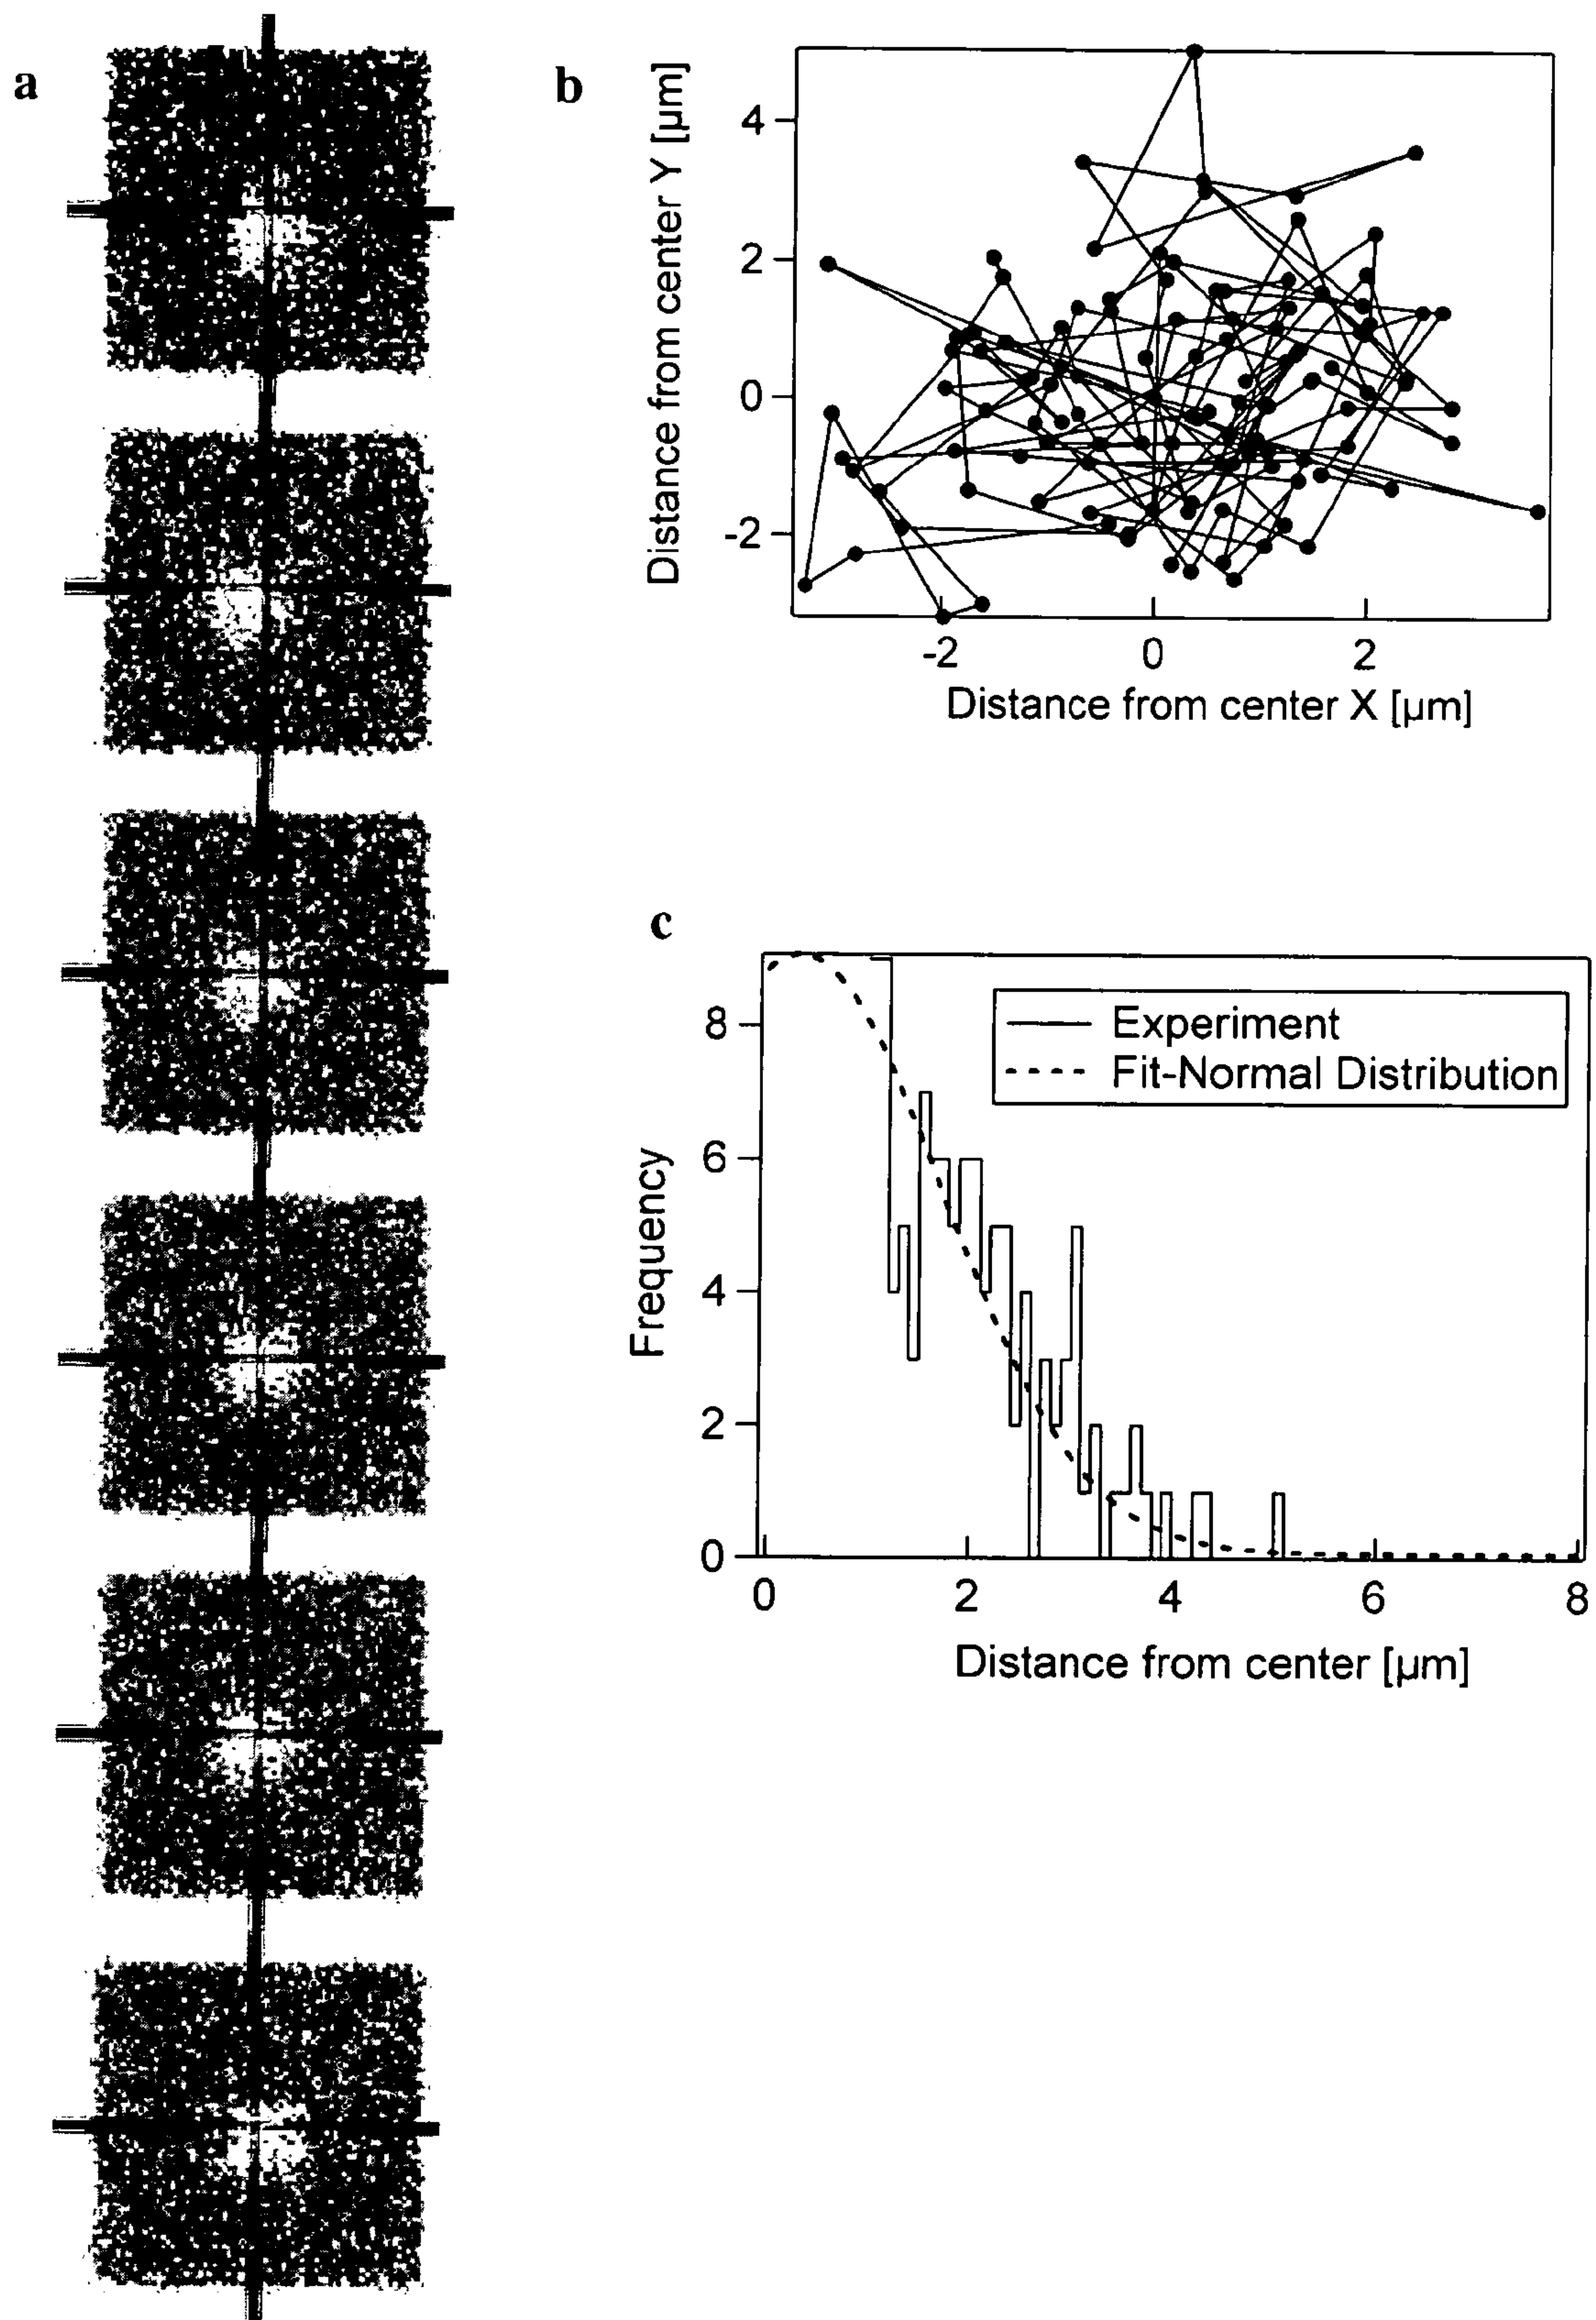 a
b
Distance from center Y [µm]
4
2
0
-2
-2 0 2
Distance from center X [µm]
c
Experiment
Fit-Normal Distribution
Frequency
8
6
4
2
0
0 2 4 6 8
Distance from center [µm]